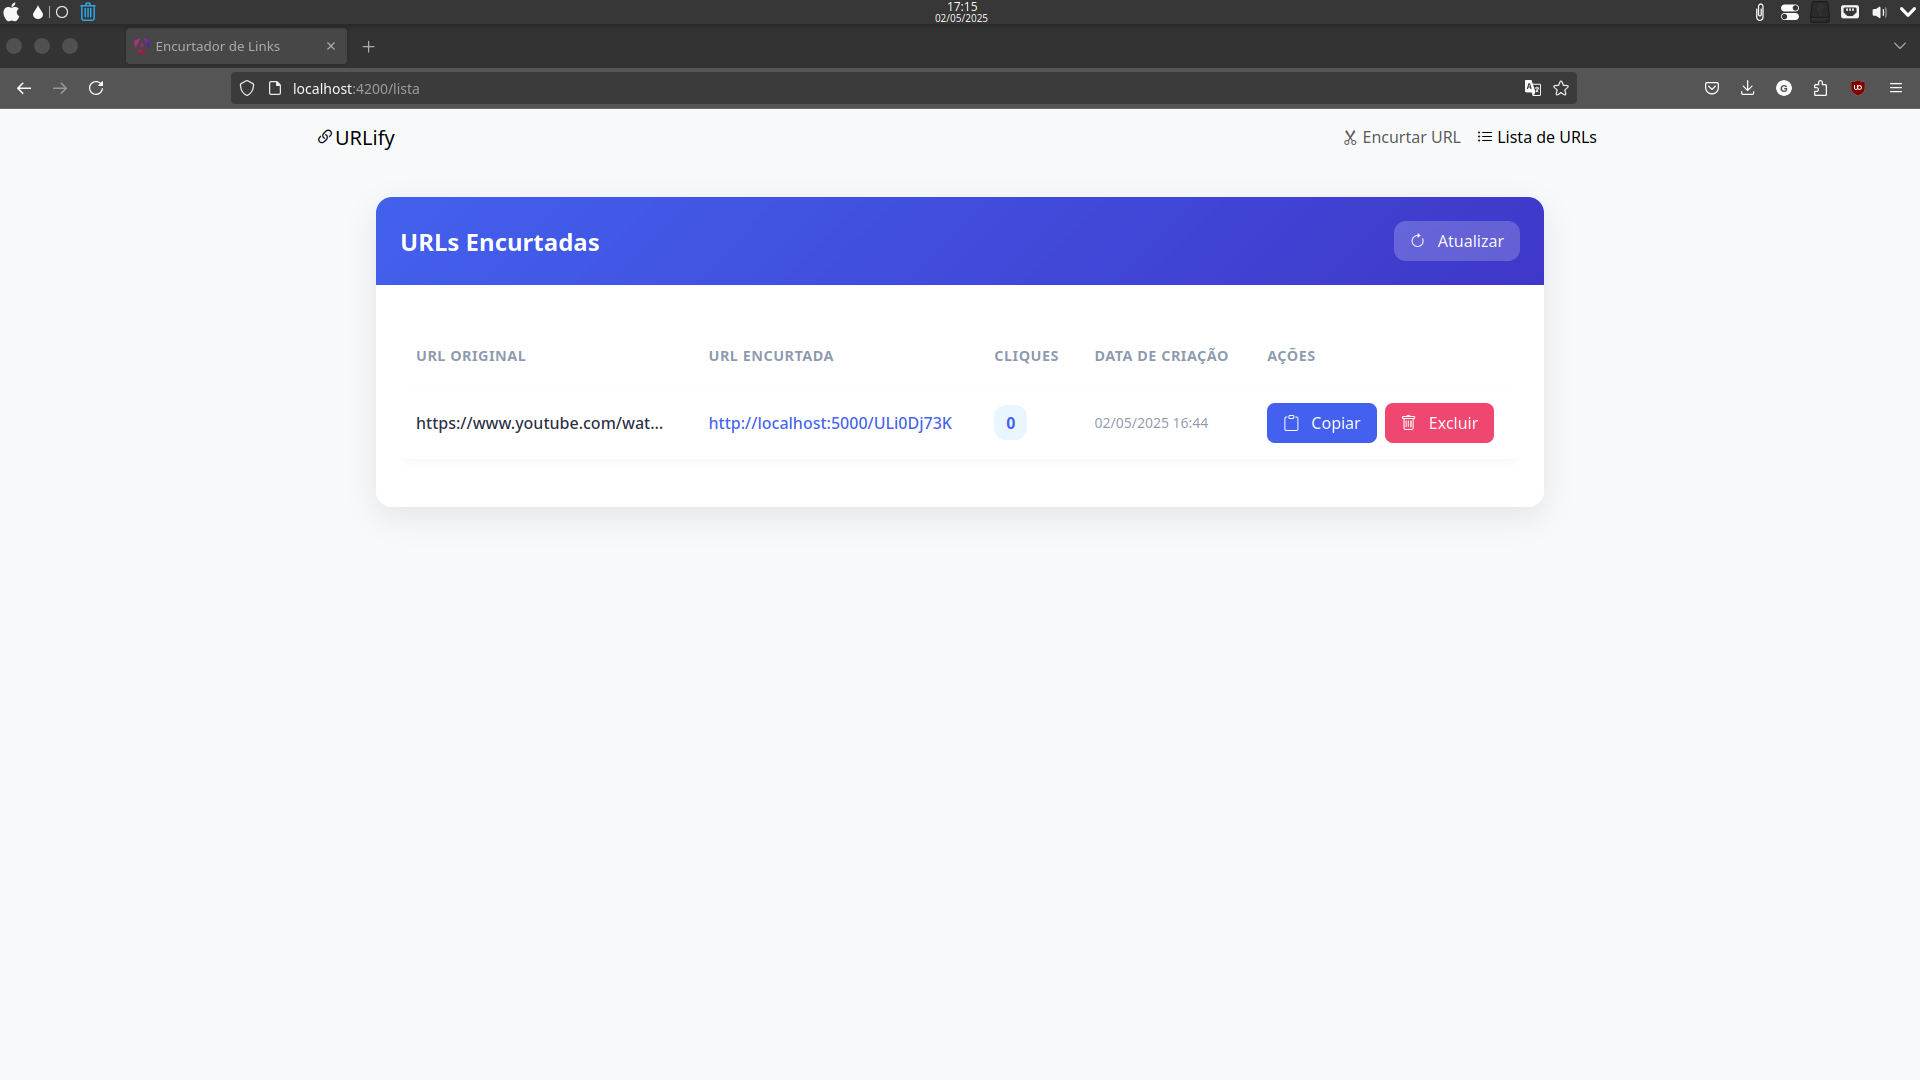 17:15
02/05/2025
Encurtador de Links
localhost:4200/lista
URLify
Encurtar URL
Lista de URLs
URLs Encurtadas
Atualizar
URL ORIGINAL
URL ENCURTADA
CLIQUES
DATA DE CRIAÇÃO
AÇÕES
https://www.youtube.com/wat...
http://localhost:5000/ULi0Dj73K
0
02/05/2025 16:44
Copiar
Excluir